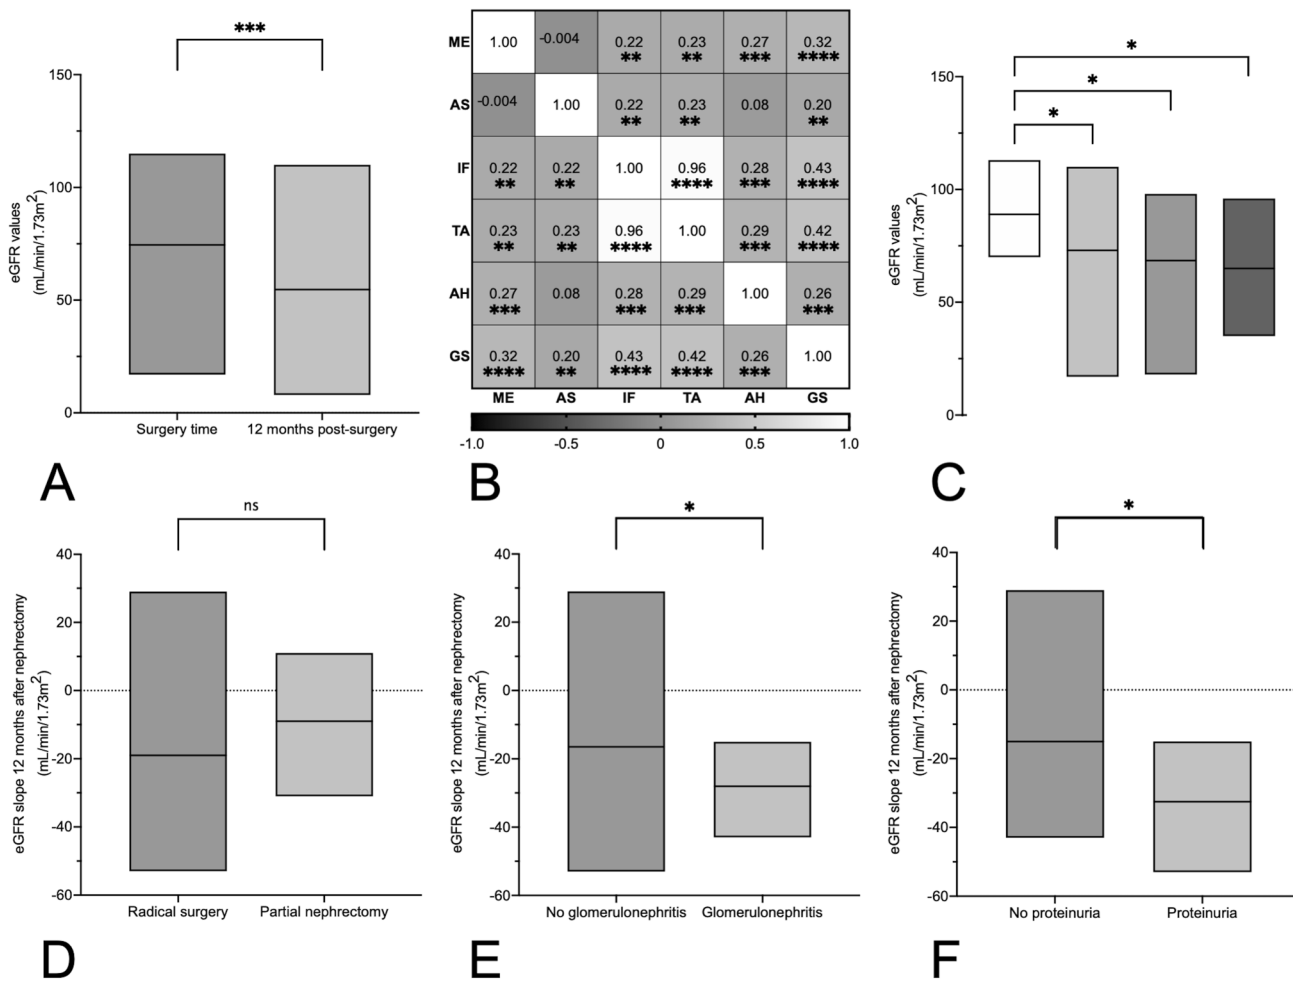 ***
150
100
50
0
eGFR values
(mL/min/1.73m²)
Surgery time 12 months post-surgery
A
ME 1.00 -0.004 0.22 ** 0.23 ** 0.27 *** 0.32 ****
AS -0.004 1.00 0.22 ** 0.23 ** 0.08 0.20 **
IF 0.22 ** 0.22 ** 1.00 0.96 **** 0.28 *** 0.43 ****
TA 0.23 ** 0.23 ** 0.96 **** 1.00 0.29 *** 0.42 ****
AH 0.27 *** 0.08 0.28 *** 0.29 *** 1.00 0.26 ***
GS 0.32 **** 0.20 ** 0.43 **** 0.42 **** 0.26 *** 1.00
ME AS IF TA AH GS
-1.0 -0.5 0 0.5 1.0
B
*
*
*
150
100
50
0
eGFR values
(mL/min/1.73m²)
C
ns
40
20
0
-20
-40
-60
eGFR slope 12 months after nephrectomy
(mL/min/1.73m²)
Radical surgery Partial nephrectomy
D
*
40
20
0
-20
-40
-60
eGFR slope 12 months after nephrectomy
(mL/min/1.73m²)
No glomerulonephritis Glomerulonephritis
E
*
40
20
0
-20
-40
-60
eGFR slope 12 months after nephrectomy
(mL/min/1.73m²)
No proteinuria Proteinuria
F